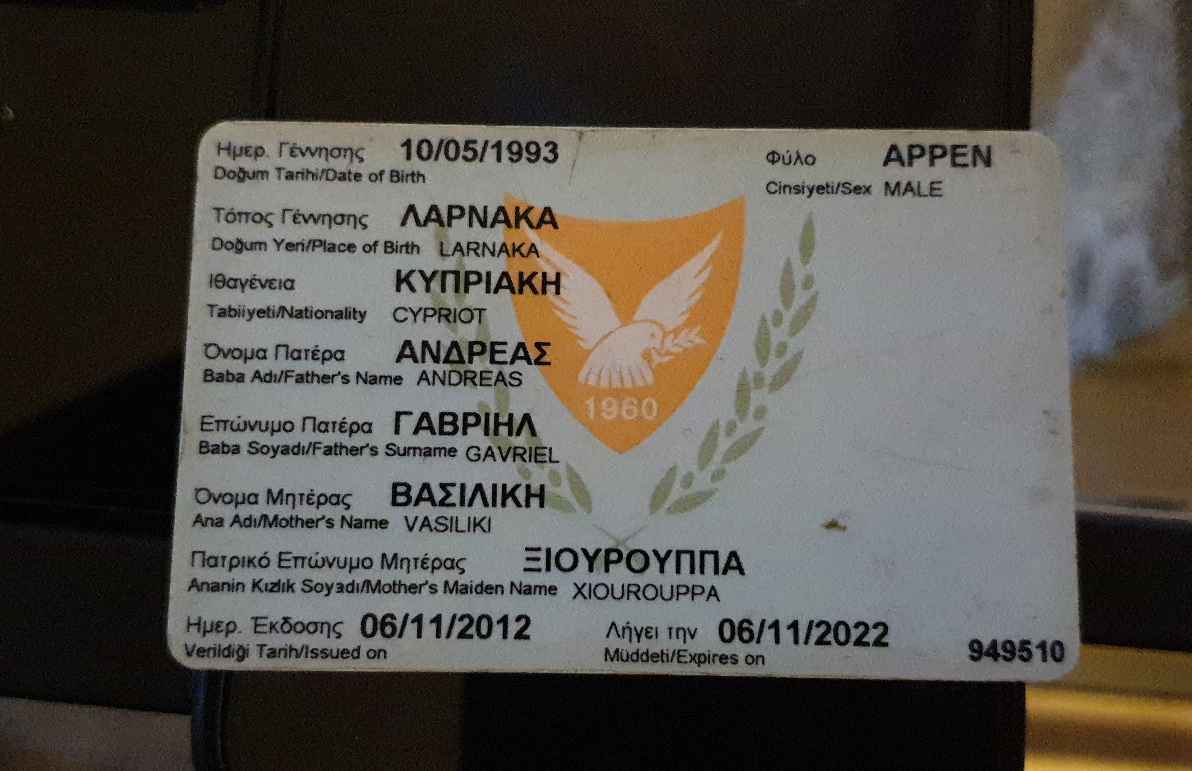 Ημερ. Γέννησης 10/05/1993
Doğum Tarihi/Date of Birth
Φύλο ΑΡΡΕΝ
Cinsiyeti/Sex MALE
Τόπος Γέννησης ΛΑΡΝΑΚΑ
Doğum Yeri/Place of Birth LARNAKA
Ιθαγένεια ΚΥΠΡΙΑΚΗ
Tabiiyeti/Nationality CYPRIOT
Όνομα Πατέρα ΑΝΔΡΕΑΣ
Baba Adı/Father's Name ANDREAS
1960
Επώνυμο Πατέρα ΓΑΒΡΙΗΛ
Baba Soyadı/Father's Surname GAVRIEL
Όνομα Μητέρας ΒΑΣΙΛΙΚΗ
Ana Adı/Mother's Name VASILIKI
Πατρικό Επώνυμο Μητέρας ΞΙΟΥΡΟΥΠΠΑ
Ananin Kızlık Soyadı/Mother's Maiden Name XIOUROUPPA
Ημερ. Έκδοσης 06/11/2012 Λήγει την 06/11/2022
Verildiği Tarih/Issued on Müddeti/Expires on 949510